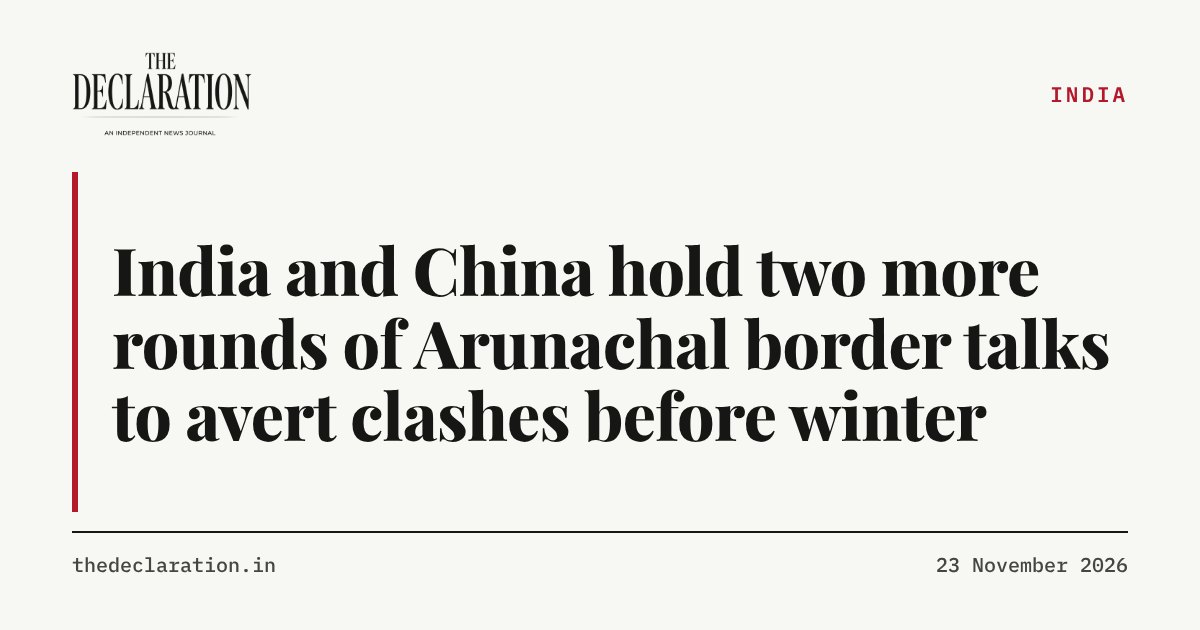 THE
DECLARATION
AN INDEPENDENT NEWS JOURNAL
INDIA
India and China hold two more
rounds of Arunachal border talks
to avert clashes before winter
thedeclaration.in
23 November 2026